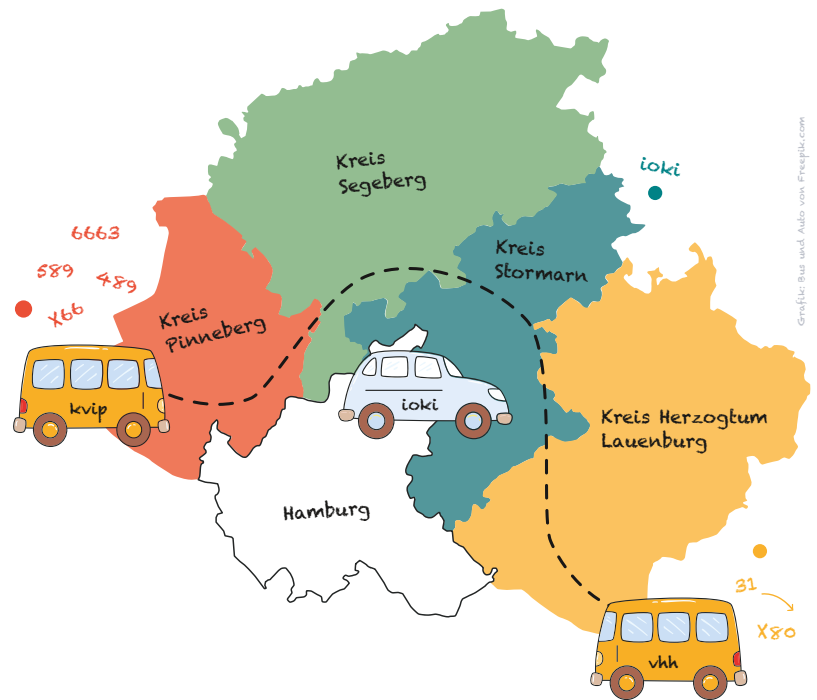 Kreis
Segeberg
ioki
Grafik: Bus und Auto von Freepik.com
6663
589
489
X66
Kreis
Stormarn
Kreis
Pinneberg
kvip
ioki
Kreis Herzogtum
Lauenburg
Hamburg
31
X80
vhh